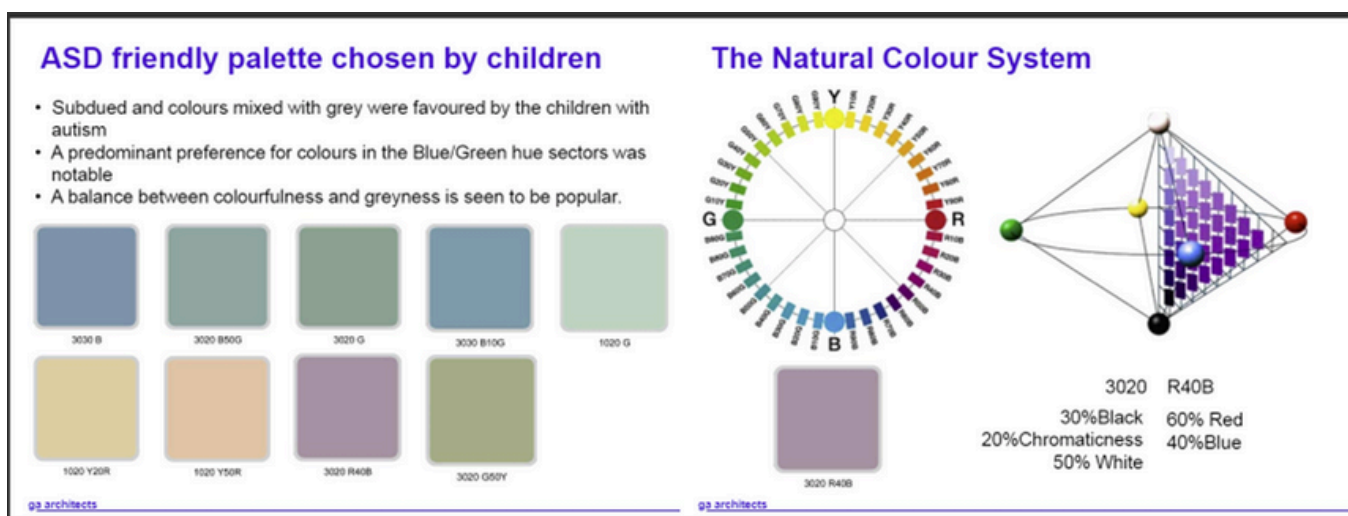 ASD friendly palette chosen by children
• Subdued and colours mixed with grey were favoured by the children with
autism
• A predominant preference for colours in the Blue/Green hue sectors was
notable
• A balance between colourfulness and greyness is seen to be popular.
3030 B
3020 B50G
3020 G
3030 B10G
1020 G
1020 Y20R
1020 Y50R
3020 R40B
3020 G50Y
ga architects
The Natural Colour System
Y
R
B
G
Y90R
R10B
R20B
G10Y
3020 R40B
3020 R40B
30%Black 60% Red
20%Chromaticness 40%Blue
50% White
ga architects